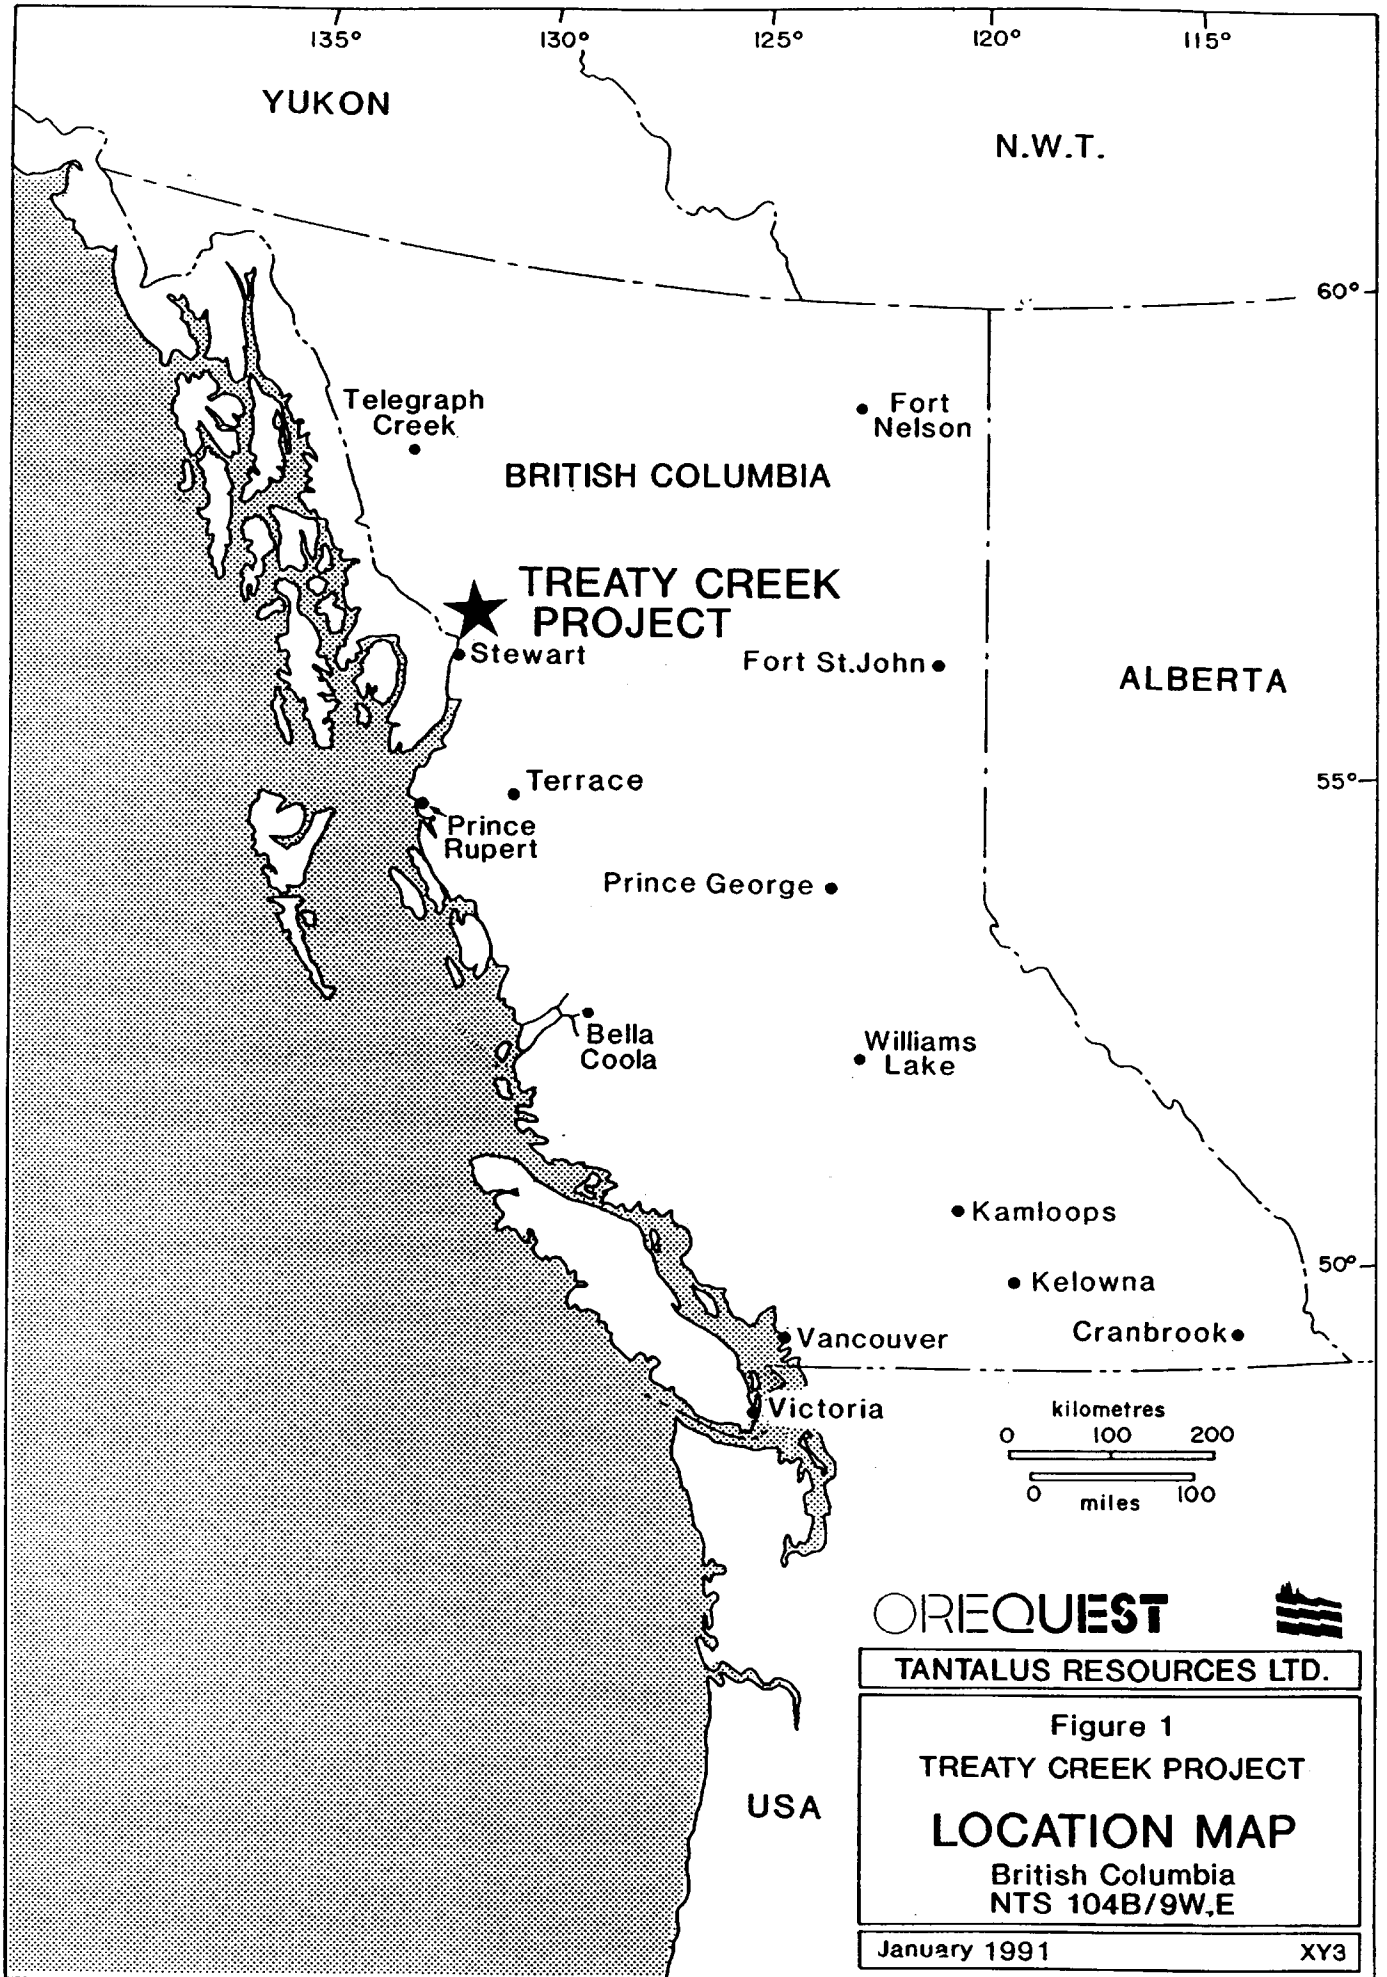 135° 130° 125° 120° 115°
YUKON
N.W.T.
60°
Telegraph
Creek
Fort
Nelson
BRITISH COLUMBIA
TREATY CREEK
PROJECT
Stewart
Fort St.John
ALBERTA
55°
Terrace
Prince
Rupert
Prince George
Bella
Coola
Williams
Lake
Kamloops
50°
Kelowna
Cranbrook
Vancouver
Victoria
kilometres
0 100 200
0 miles 100
OREQUEST
TANTALUS RESOURCES LTD.
Figure 1
TREATY CREEK PROJECT
LOCATION MAP
British Columbia
NTS 104B/9W,E
USA
January 1991 XY3